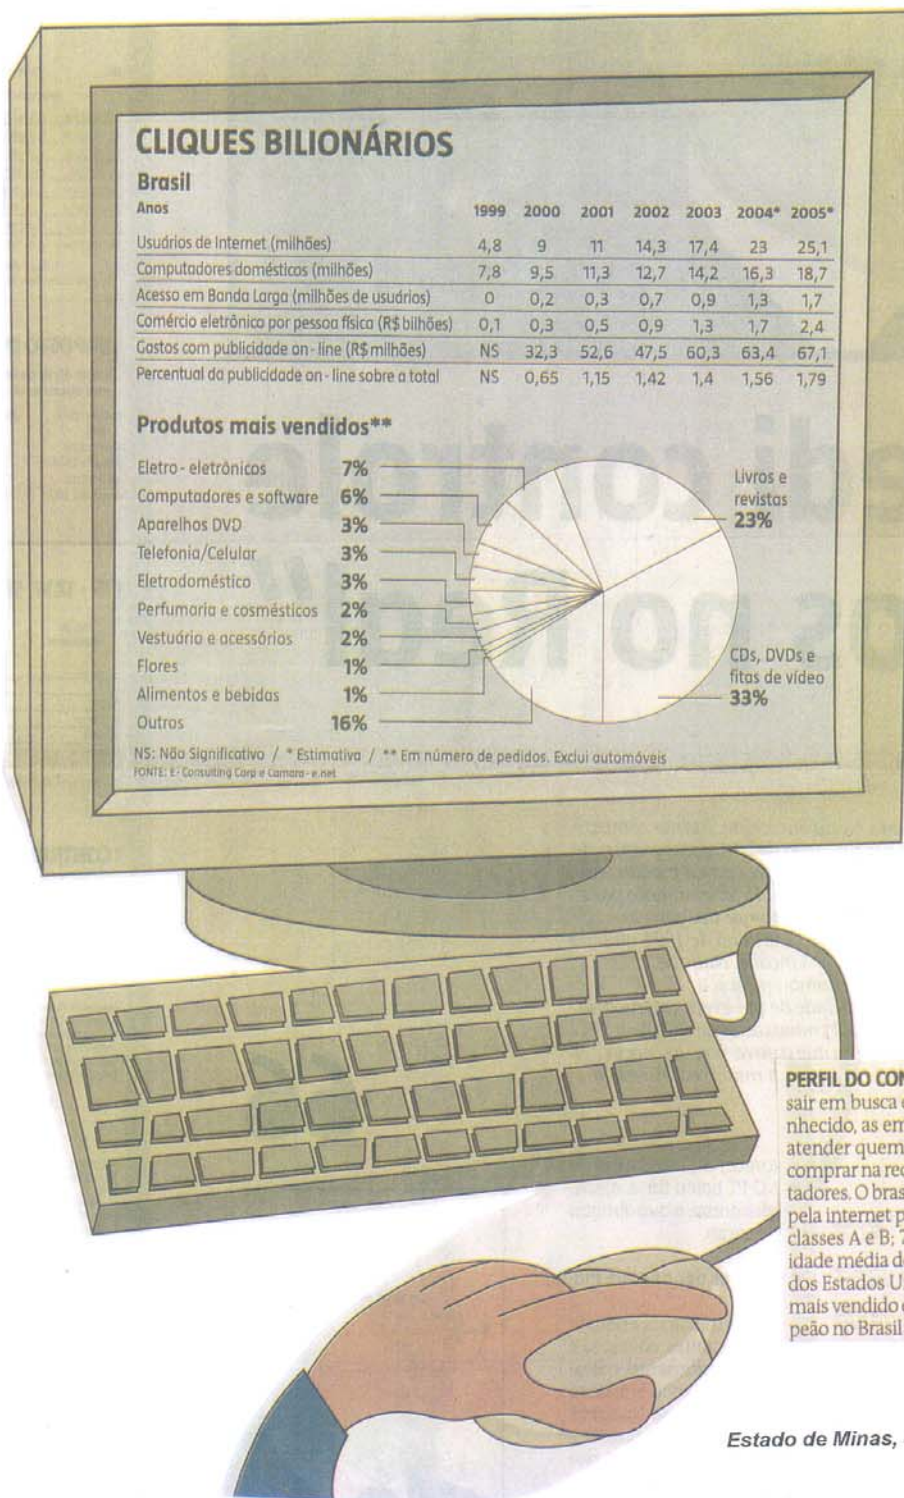 CLIQUES BILIONÁRIOS
Brasil
Anos 1999 2000 2001 2002 2003 2004* 2005*
Usuários de Internet (milhões) 4,8 9 11 14,3 17,4 23 25,1
Computadores domésticos (milhões) 7,8 9,5 11,3 12,7 14,2 16,3 18,7
Acesso em Banda Larga (milhões de usuários) 0 0,2 0,3 0,7 0,9 1,3 1,7
Comércio eletrônico por pessoa física (R$ bilhões) 0,1 0,3 0,5 0,9 1,3 1,7 2,4
Gastos com publicidade on-line (R$ milhões) NS 32,3 52,6 47,5 60,3 63,4 67,1
Percentual da publicidade on-line sobre o total NS 0,65 1,15 1,42 1,4 1,56 1,79
Produtos mais vendidos**
Eletro-eletrônicos 7%
Computadores e software 6%
Aparelhos DVD 3%
Telefonia/Celular 3%
Eletrodoméstico 3%
Perfumaria e cosmésticos 2%
Vestuário e acessórios 2%
Flores 1%
Alimentos e bebidas 1%
Outros 16%
Livros e
revistas
23%
CDs, DVDs e
fitas de vídeo
33%
NS: Não Significativo / * Estimativa / ** Em número de pedidos. Exclui automóveis
FONTE: E-Consulting Corp e Camara-e.net
PERFIL DO CON
sair em busca
nhecido, as em
atender quem
comprar na rec
tadores. O bras
pela internet p
classes A e B; 7
idade média d
dos Estados U
mais vendido
peão no Brasil
Estado de Minas,